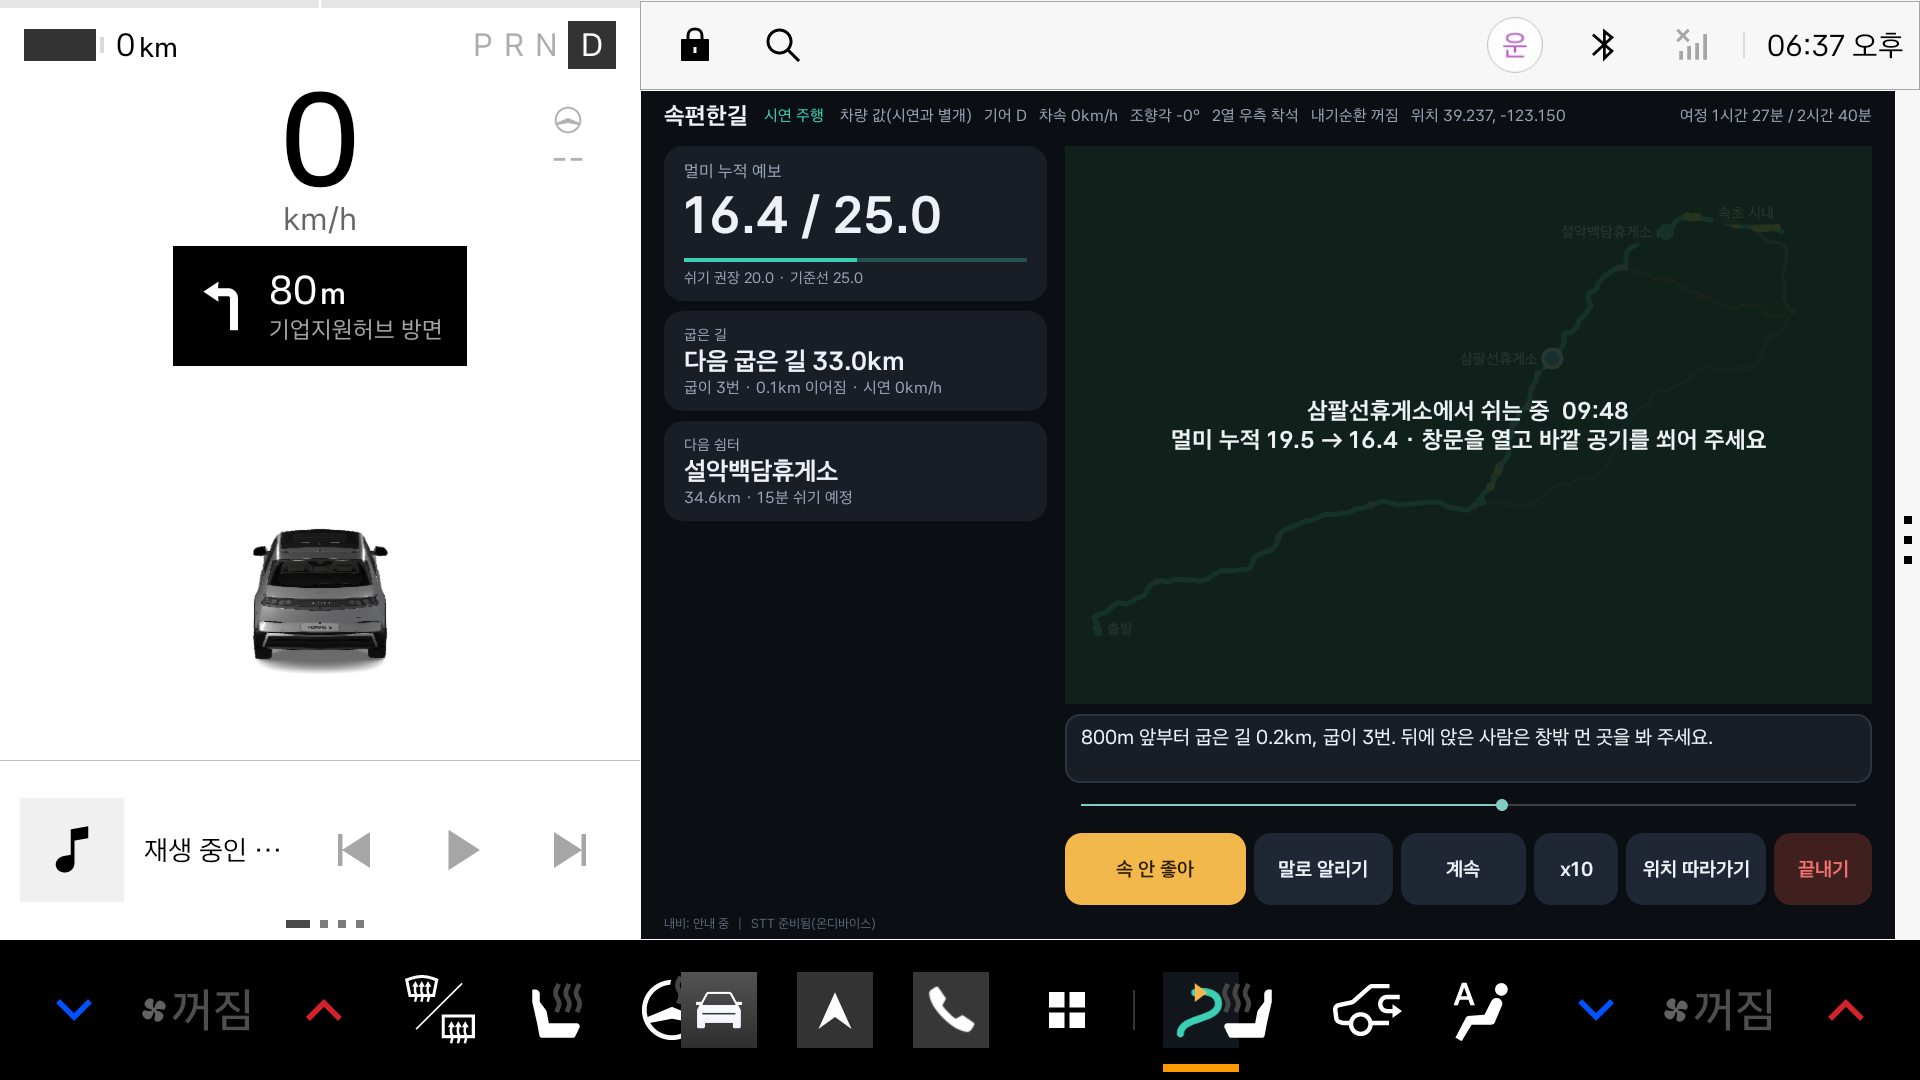 0 km
P R N D
06:37 오후
운
0
km/h
--
80 m
기업지원허브 방면
재생 중인 ···
속편한길 시연 주행 차량 값(시연과 별개) 기어 D 차속 0km/h 조향각 -0° 2열 우측 착석 내기순환 꺼짐 위치 39.237, -123.150 여정 1시간 27분 / 2시간 40분
멀미 누적 예보
16.4 / 25.0
쉬기 권장 20.0 · 기준선 25.0
굽은 길
다음 굽은 길 33.0km
굽이 3번 · 0.1km 이어짐 · 시연 0km/h
다음 쉼터
설악백담휴게소
34.6km · 15분 쉬기 예정
속초 시내
설악백담휴게소
삼팔선휴게소
삼팔선휴게소에서 쉬는 중 09:48
멀미 누적 19.5 → 16.4 · 창문을 열고 바깥 공기를 쐬어 주세요
출발
800m 앞부터 굽은 길 0.2km, 굽이 3번. 뒤에 앉은 사람은 창밖 먼 곳을 봐 주세요.
속 안 좋아 말로 알리기 계속 x10 위치 따라가기 끝내기
내비: 안내 중 | STT 준비됨(온디바이스)
꺼짐
A
꺼짐